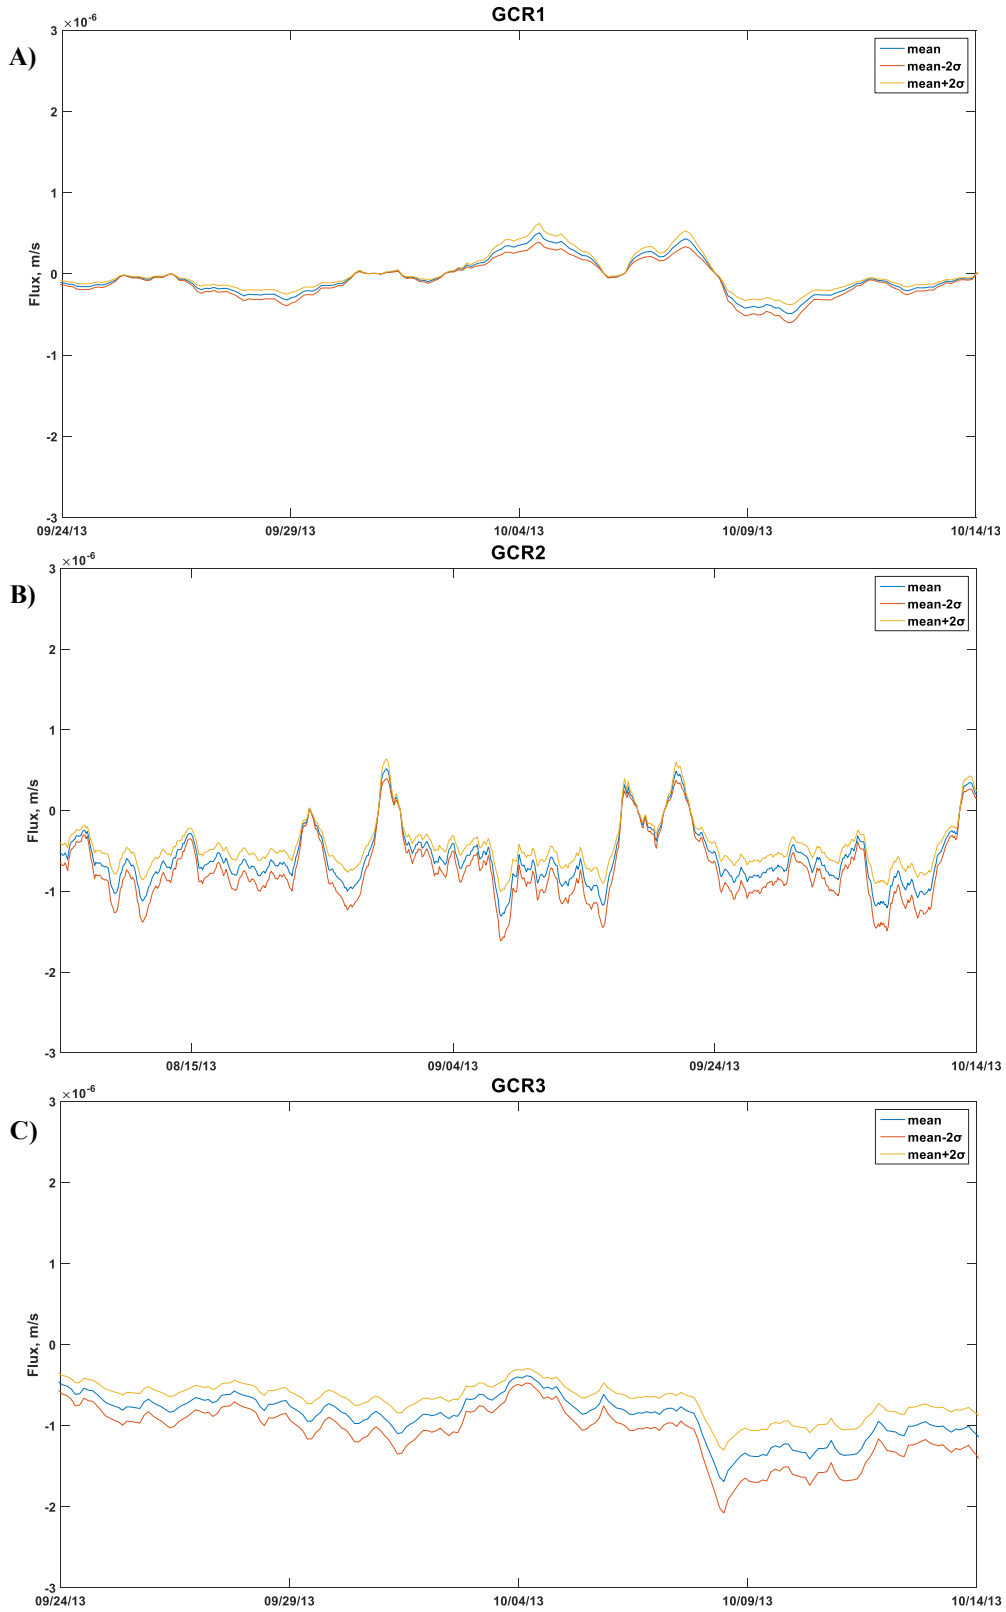 GCR1
A)
×10-6
3
2
1
0
-1
-2
-3
Flux, m/s
mean
mean-2σ
mean+2σ
09/24/13 09/29/13 10/04/13 10/09/13 10/14/13
GCR2
B)
×10-6
3
2
1
0
-1
-2
-3
Flux, m/s
mean
mean-2σ
mean+2σ
08/15/13 09/04/13 09/24/13 10/14/13
GCR3
C)
×10-6
3
2
1
0
-1
-2
-3
Flux, m/s
mean
mean-2σ
mean+2σ
09/24/13 09/29/13 10/04/13 10/09/13 10/14/13